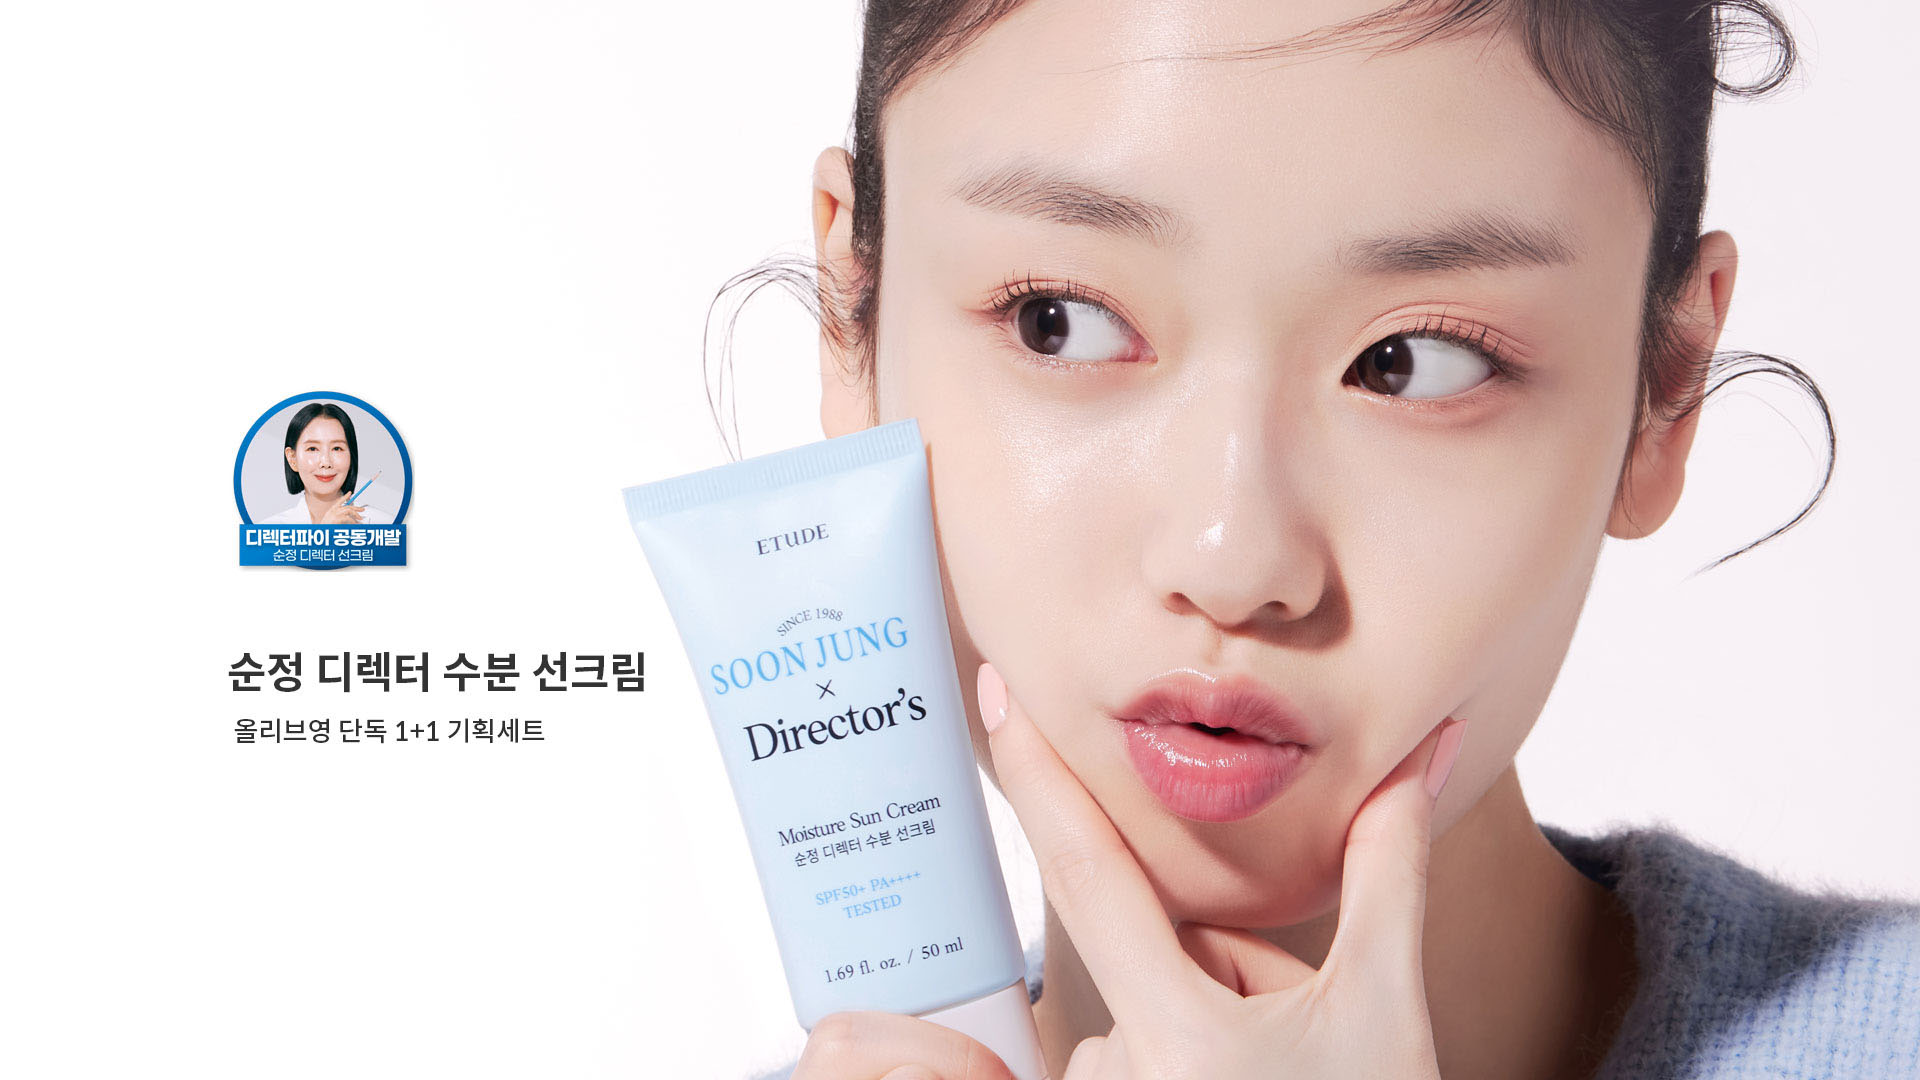 디렉터파이 공동개발
순정 디렉터 선크림
순정 디렉터 수분 선크림
올리브영 단독 1+1 기획세트
ETUDE
SINCE 1988
SOON JUNG
×
Director's
Moisture Sun Cream
순정 디렉터 수분 선크림
SPF50+ PA++++
TESTED
1.69 fl. oz. / 50 ml